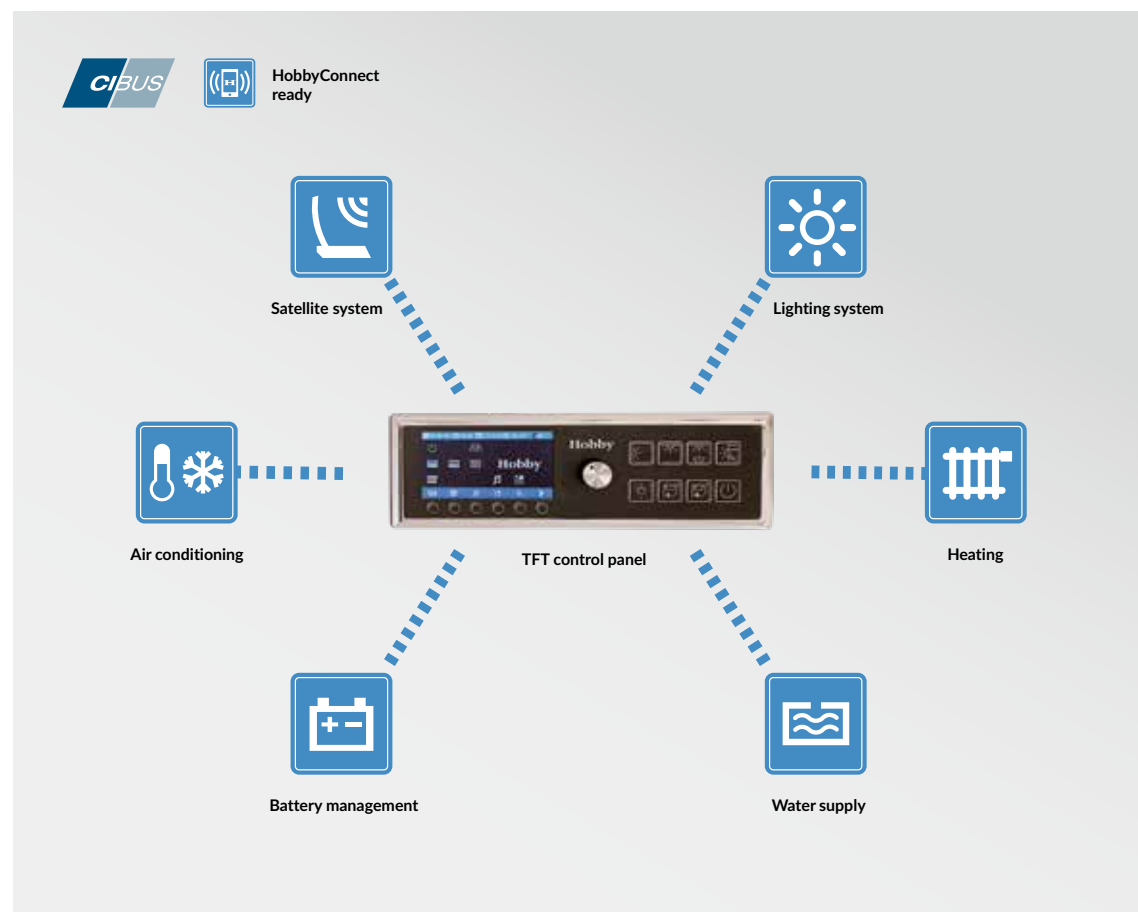 CIBUS
HobbyConnect
ready
Satellite system
Lighting system
Hobby
Hobby
Air conditioning
TFT control panel
Heating
Battery management
Water supply